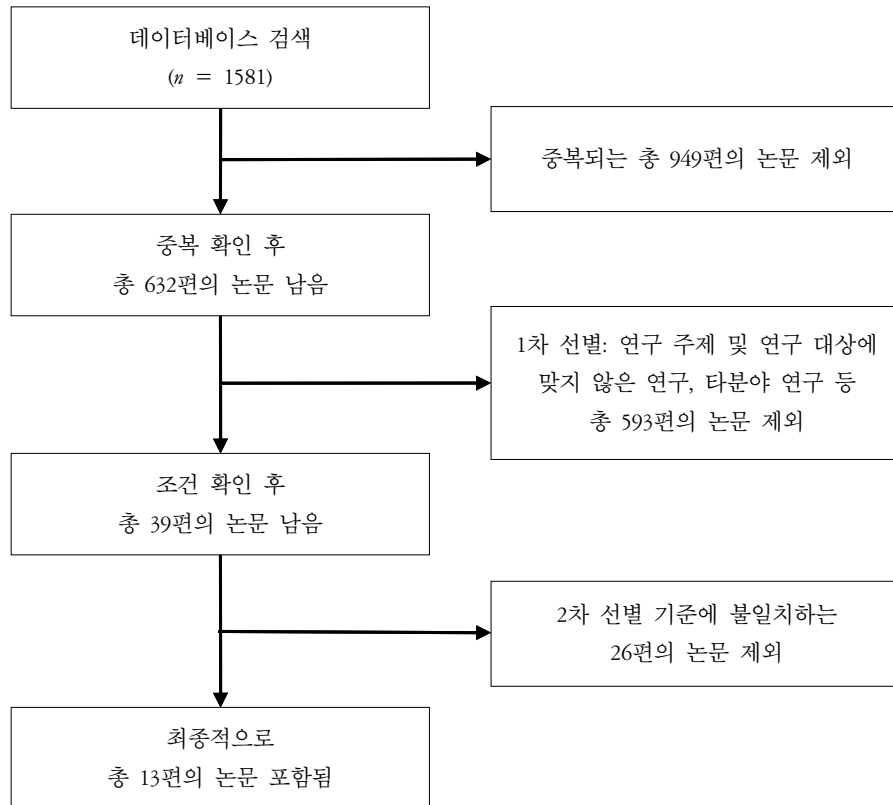 데이터베이스 검색
(n = 1581)
중복되는 총 949편의 논문 제외
중복 확인 후
총 632편의 논문 남음
1차 선별: 연구 주제 및 연구 대상에
맞지 않은 연구, 타분야 연구 등
총 593편의 논문 제외
조건 확인 후
총 39편의 논문 남음
2차 선별 기준에 불일치하는
26편의 논문 제외
최종적으로
총 13편의 논문 포함됨